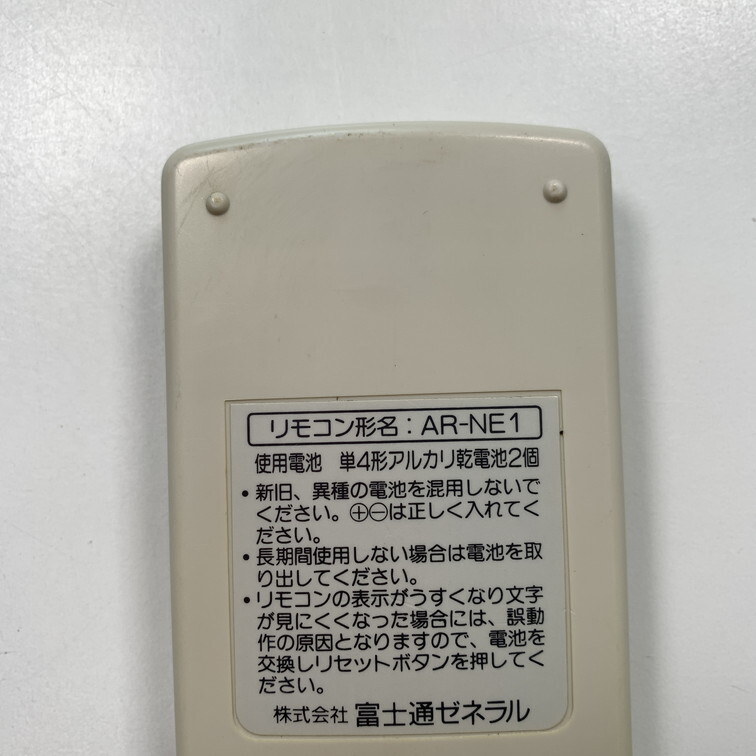 リモコン形名：AR-NE1
使用電池　単4形アルカリ乾電池2個
•新旧、異種の電池を混用しないで
ください。⊕⊖は正しく入れてく
ださい。
•長期間使用しない場合は電池を取
り出してください。
•リモコンの表示がうすくなり文字
が見にくくなった場合には、誤動
作の原因となりますので、電池を
交換しリセットボタンを押してく
ださい。
株式会社 富士通ゼネラル